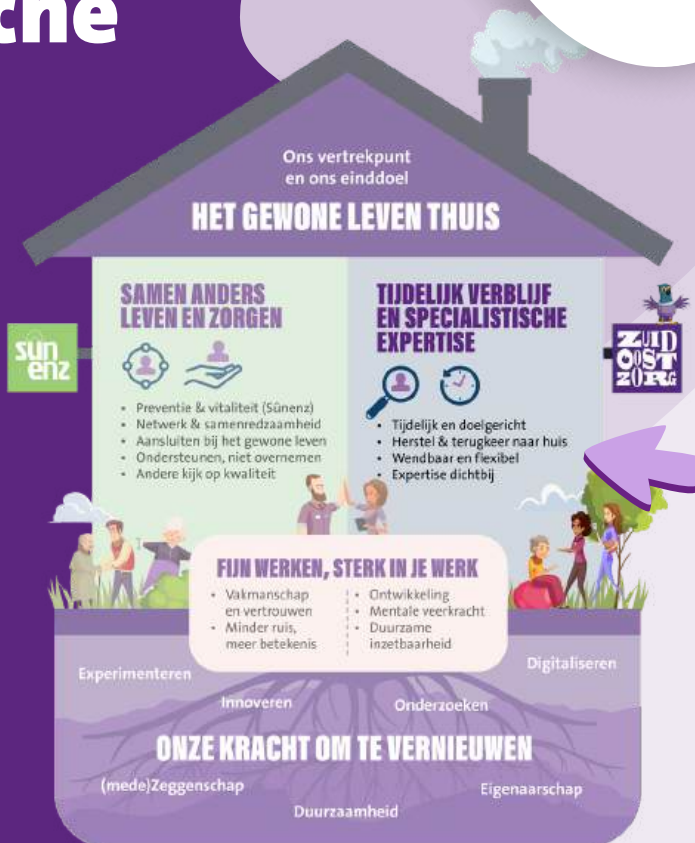 che
Ons vertrekpunt
en ons einddoel
HET GEWONE LEVEN THUIS
SAMEN ANDERS
LEVEN EN ZORGEN
• Preventie & vitaliteit (Sûnenz)
• Netwerk & samenredzaamheid
• Aansluiten bij het gewone leven
• Ondersteunen, niet overnemen
• Andere kijk op kwaliteit
TIJDELIJK VERBLIJF
EN SPECIALISTISCHE
EXPERTISE
• Tijdelijk en doelgericht
• Herstel & terugkeer naar huis
• Wendbaar en flexibel
• Expertise dichtbij
sûn
enz
ZUID
OOST
ZORG
FIJN WERKEN, STERK IN JE WERK
• Vakmanschap
en vertrouwen
• Minder ruis,
meer betekenis
• Ontwikkeling
• Mentale veerkracht
• Duurzame
inzetbaarheid
Experimenteren
Digitaliseren
Innoveren
Onderzoeken
ONZE KRACHT OM TE VERNIEUWEN
(mede)Zeggenschap
Eigenaarschap
Duurzaamheid